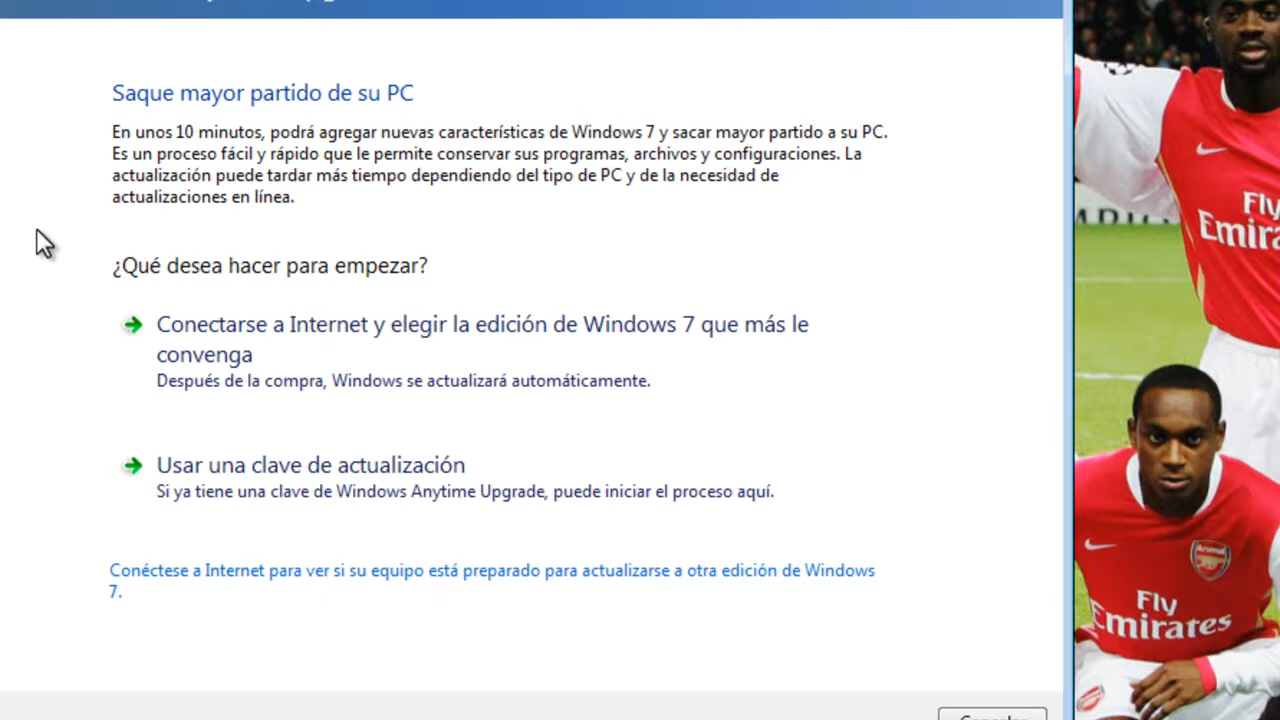 Saque mayor partido de su PC
En unos 10 minutos, podrá agregar nuevas características de Windows 7 y sacar mayor partido a su PC.
Es un proceso fácil y rápido que le permite conservar sus programas, archivos y configuraciones. La
actualización puede tardar más tiempo dependiendo del tipo de PC y de la necesidad de
actualizaciones en línea.
¿Qué desea hacer para empezar?
Conectarse a Internet y elegir la edición de Windows 7 que más le
convenga
Después de la compra, Windows se actualizará automáticamente.
Usar una clave de actualización
Si ya tiene una clave de Windows Anytime Upgrade, puede iniciar el proceso aquí.
Conéctese a Internet para ver si su equipo está preparado para actualizarse a otra edición de Windows
7.
Fly
Arsenal
Fly
Emirates